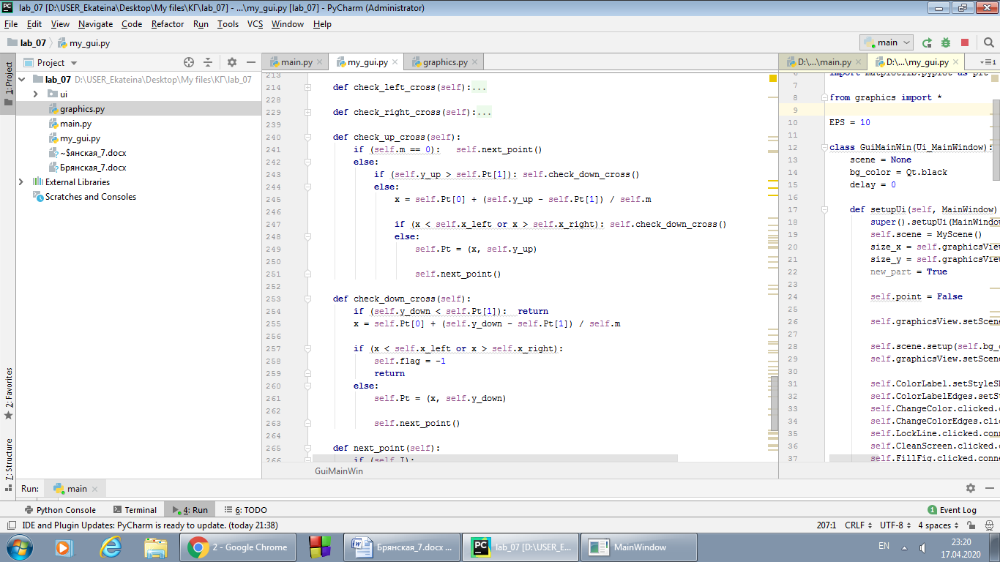 lab_07 [D:\USER_Ekateina\Desktop\My files\КГ\lab_07] - ...\my_gui.py [lab_07] - PyCharm (Administrator)
File Edit View Navigate Code Refactor Run Tools VCS Window Help
lab_07 my_gui.py main
1: Project
2: Favorites
7: Structure
Project
lab_07 D:\USER_Ekateina\Desktop\My files\КГ\lab_07
ui
graphics.py
main.py
my_gui.py
~$янская_7.docx
Брянская_7.docx
External Libraries
Scratches and Consoles
main.py my_gui.py graphics.py
213
214 def check_left_cross(self):...
228
229 def check_right_cross(self):...
239
240 def check_up_cross(self):
241 if (self.m == 0): self.next_point()
242 else:
243 if (self.y_up > self.Pt[1]): self.check_down_cross()
244 else:
245 x = self.Pt[0] + (self.y_up - self.Pt[1]) / self.m
246
247 if (x < self.x_left or x > self.x_right): self.check_down_cross()
248 else:
249 self.Pt = (x, self.y_up)
250
251 self.next_point()
252
253 def check_down_cross(self):
254 if (self.y_down < self.Pt[1]): return
255 x = self.Pt[0] + (self.y_down - self.Pt[1]) / self.m
256
257 if (x < self.x_left or x > self.x_right):
258 self.flag = -1
259 return
260 else:
261 self.Pt = (x, self.y_down)
262
263 self.next_point()
264
265 def next_point(self):
266 if (self.I):
GuiMainWin
D:\...\main.py D:\...\my_gui.py 1
6 import matplotlib.pyplot as plt
7
8 from graphics import *
9
10 EPS = 10
11
12 class GuiMainWin(Ui_MainWindow):
13 scene = None
14 bg_color = Qt.black
15 delay = 0
16
17 def setupUi(self, MainWindow)
18 super().setupUi(MainWindow
19 self.scene = MyScene()
20 size_x = self.graphicsView
21 size_y = self.graphicsView
22 new_part = True
23
24 self.point = False
25
26 self.graphicsView.setScene
27
28 self.scene.setup(self.bg_c
29 self.graphicsView.setScene
30
31 self.ColorLabel.setStyleSh
32 self.ColorLabelEdges.setSt
33 self.ChangeColor.clicked.c
34 self.ChangeColorEdges.clic
35 self.LockLine.clicked.conn
36 self.CleanScreen.clicked.c
37 self.FillFig.clicked.conne
Run: main
Python Console Terminal 4: Run 6: TODO 1 Event Log
IDE and Plugin Updates: PyCharm is ready to update. (today 21:38) 207:1 CRLF UTF-8 4 spaces
2 - Google Chrome Брянская_7.docx ... lab_07 [D:\USER_E... MainWindow EN 23:20
17.04.2020